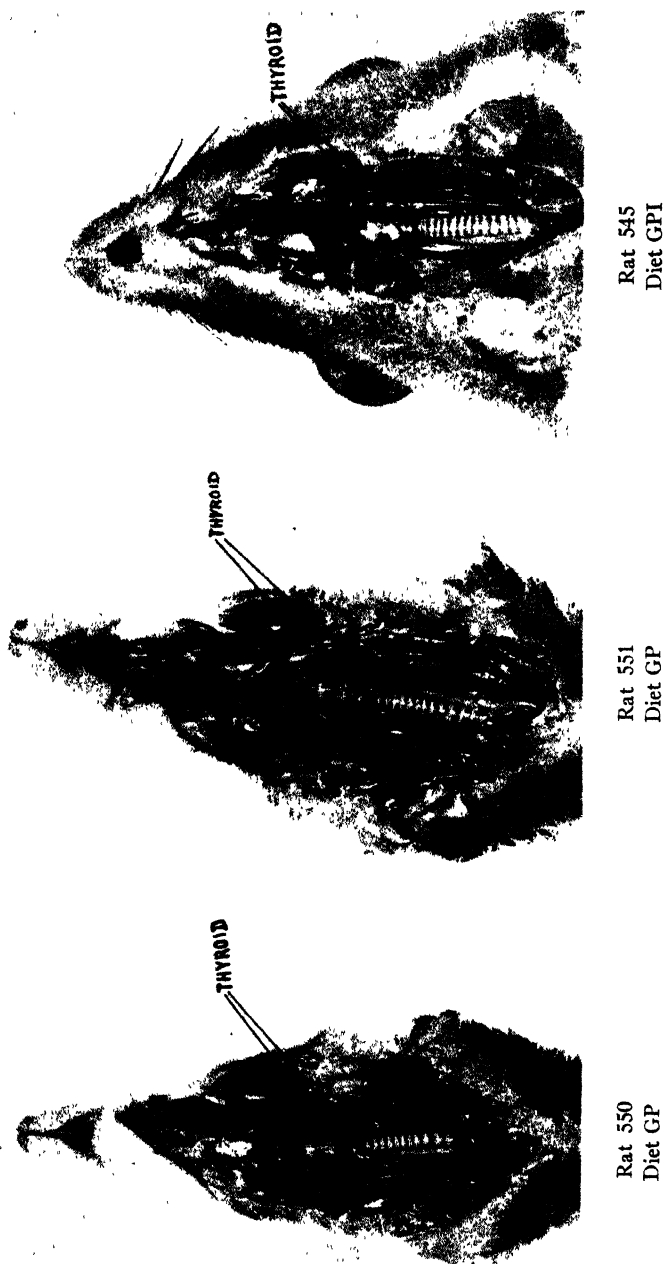 THYROID
Rat 545
Diet GPI
THYROID
Rat 551
Diet GP
THYROID
Rat 550
Diet GP